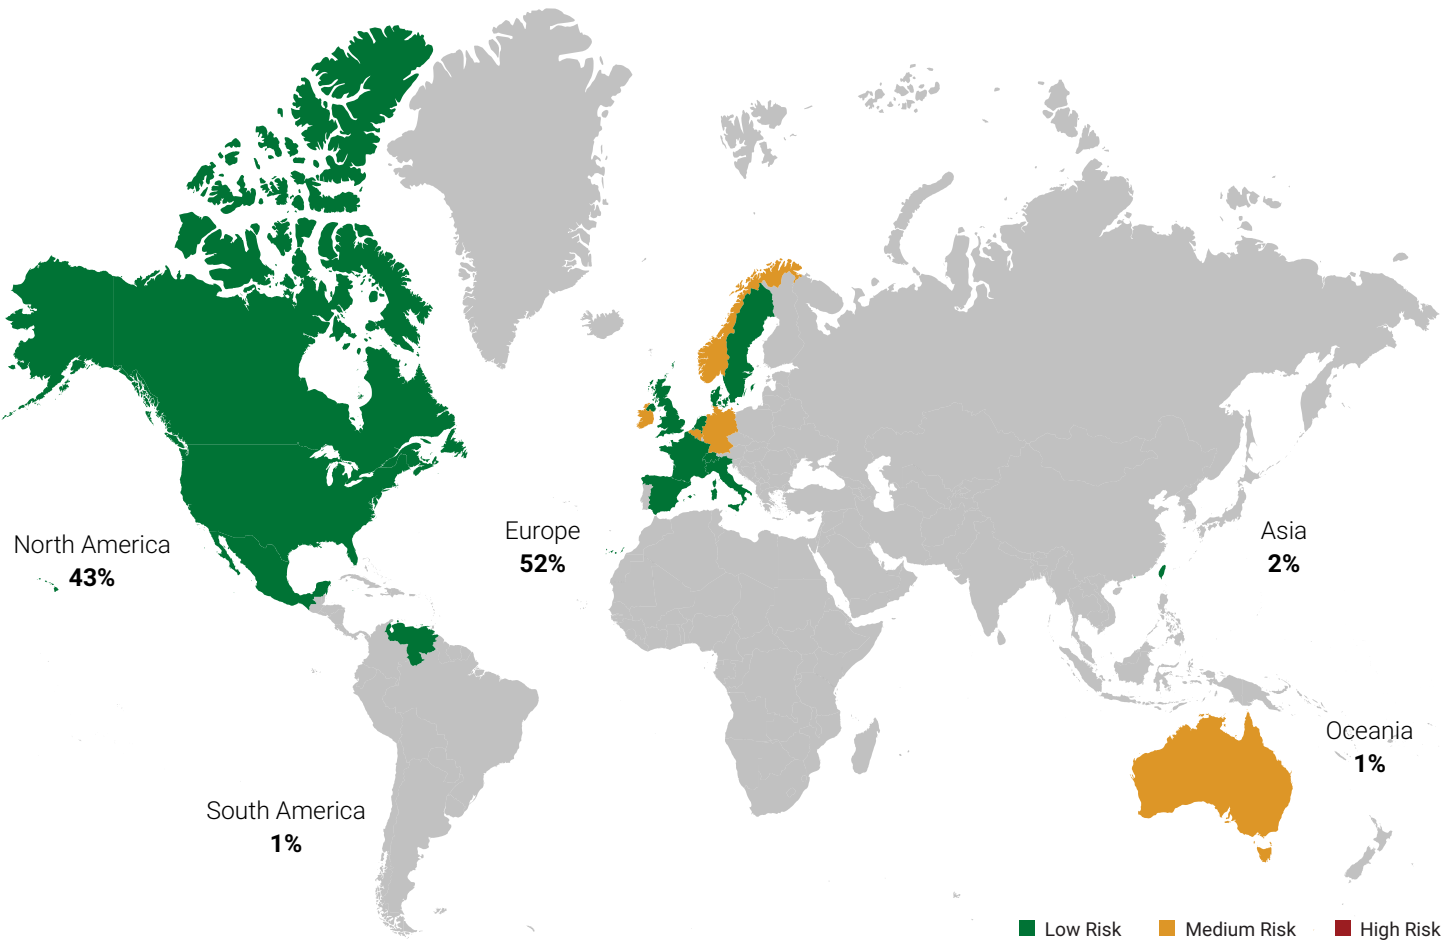 North America
43%
Europe
52%
Asia
2%
Oceania
1%
South America
1%
Low Risk
Medium Risk
High Risk